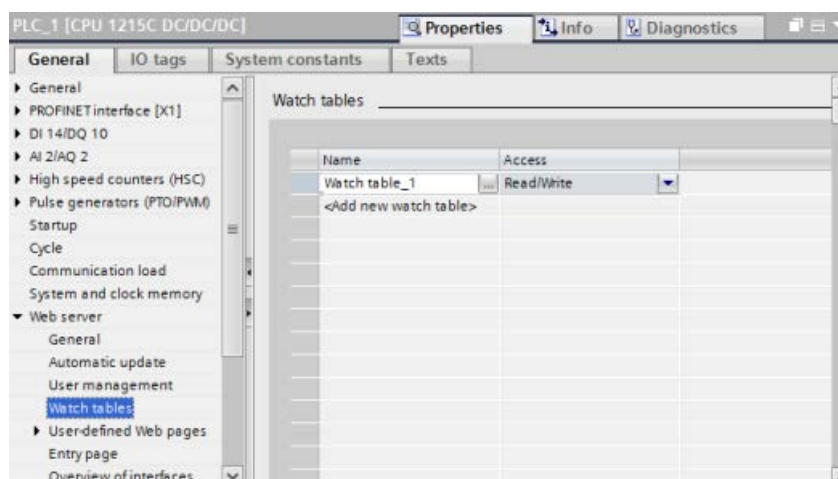 PLC_1 [CPU 1215C DC/DC/DC]
Properties
Info
Diagnostics
General
IO tags
System constants
Texts
General
PROFINET interface [X1]
DI 14/DQ 10
AI 2/AQ 2
High speed counters (HSC)
Pulse generators (PTO/PWM)
Startup
Cycle
Communication load
System and clock memory
Web server
General
Automatic update
User management
Watch tables
User-defined Web pages
Entry page
Overview of interfaces
Watch tables
Name Access
Watch table_1 ... Read/Write
<Add new watch table>